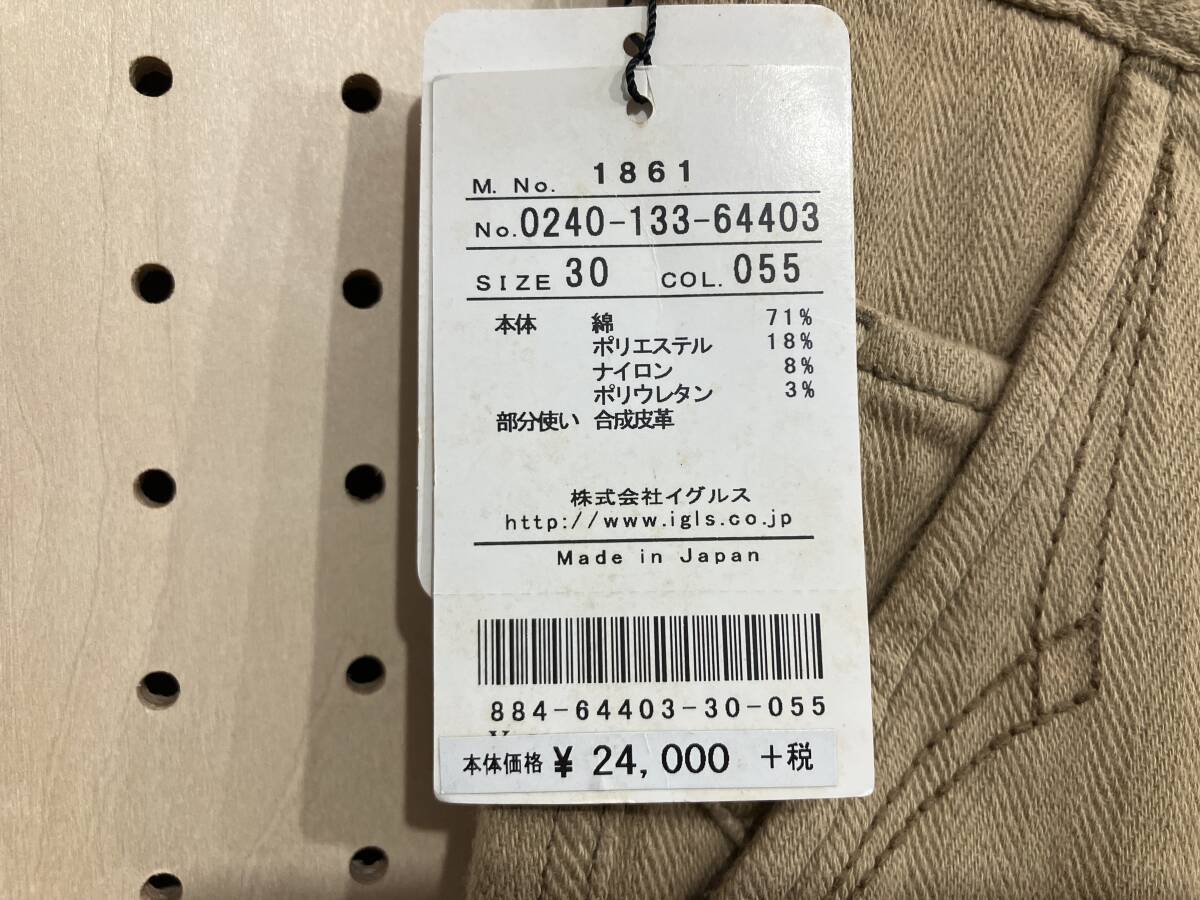 M. No. 1861
No. 0240-133-64403
SIZE 30 COL. 055
本体 綿 71%
ポリエステル 18%
ナイロン 8%
ポリウレタン 3%
部分使い 合成皮革
株式会社イグルス
http://www.igls.co.jp
Made in Japan
884-64403-30-055
本体価格 ¥ 24,000 +税